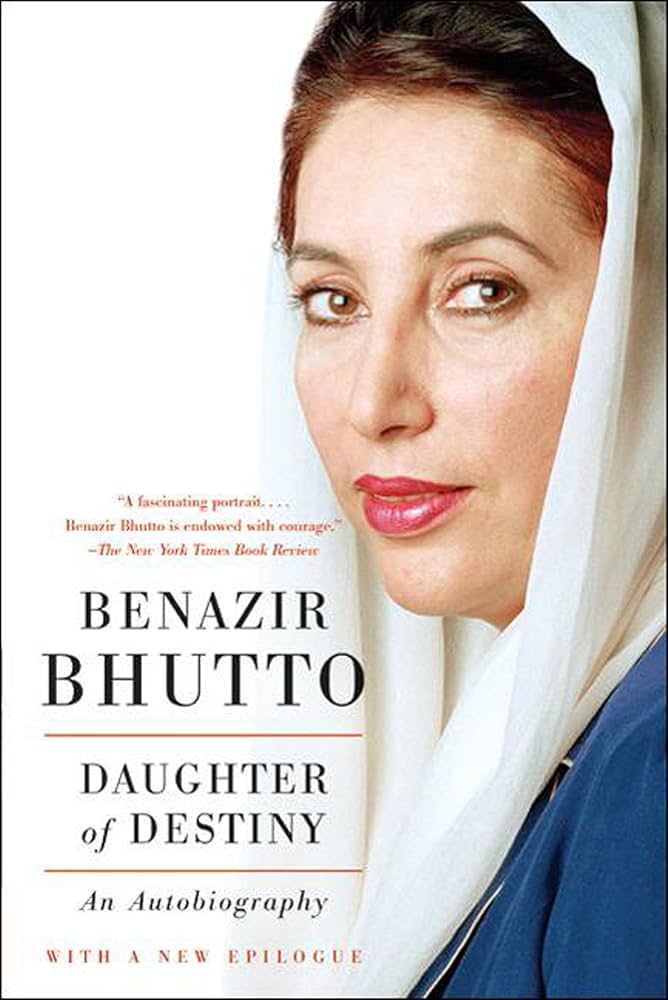 “A fascinating portrait. . . .
Benazir Bhutto is endowed with courage.”
–The New York Times Book Review
BENAZIR
BHUTTO
DAUGHTER
of DESTINY
An Autobiography
WITH A NEW EPILOGUE